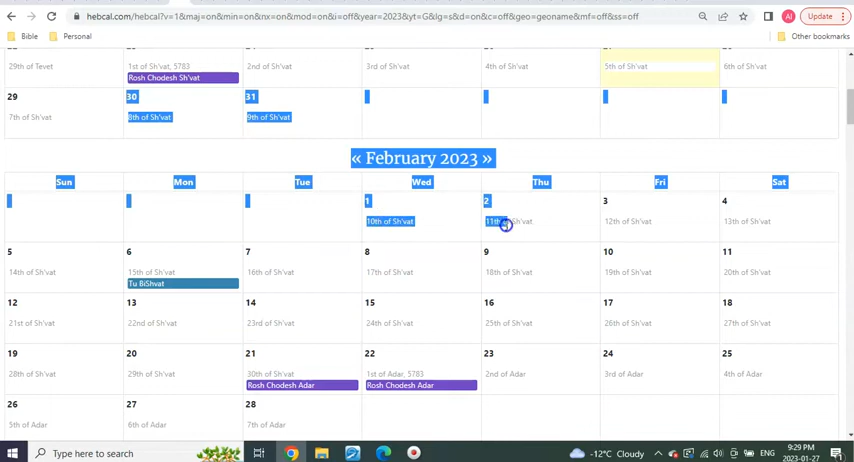 hebcal.com/hebcal?v=1&maj=on&min=on&nx=on&mod=on&i=off&year=2023&yt=G&lg=s&d=on&c=off&geo=geoname&mf=off&ss=off
Update
Bible Personal Other bookmarks
29th of Tevet 1st of Sh'vat, 5783 2nd of Sh'vat 3rd of Sh'vat 4th of Sh'vat 5th of Sh'vat 6th of Sh'vat
Rosh Chodesh Sh'vat
29 30 31
7th of Sh'vat 8th of Sh'vat 9th of Sh'vat
« February 2023 »
Sun Mon Tue Wed Thu Fri Sat
1 2 3 4
10th of Sh'vat 11th of Sh'vat 12th of Sh'vat 13th of Sh'vat
5 6 7 8 9 10 11
14th of Sh'vat 15th of Sh'vat 16th of Sh'vat 17th of Sh'vat 18th of Sh'vat 19th of Sh'vat 20th of Sh'vat
Tu BiShvat
12 13 14 15 16 17 18
21st of Sh'vat 22nd of Sh'vat 23rd of Sh'vat 24th of Sh'vat 25th of Sh'vat 26th of Sh'vat 27th of Sh'vat
19 20 21 22 23 24 25
28th of Sh'vat 29th of Sh'vat 30th of Sh'vat 1st of Adar, 5783 2nd of Adar 3rd of Adar 4th of Adar
Rosh Chodesh Adar Rosh Chodesh Adar
26 27 28
5th of Adar 6th of Adar 7th of Adar
Type here to search
-12°C Cloudy
ENG
9:29 PM
2023-01-27